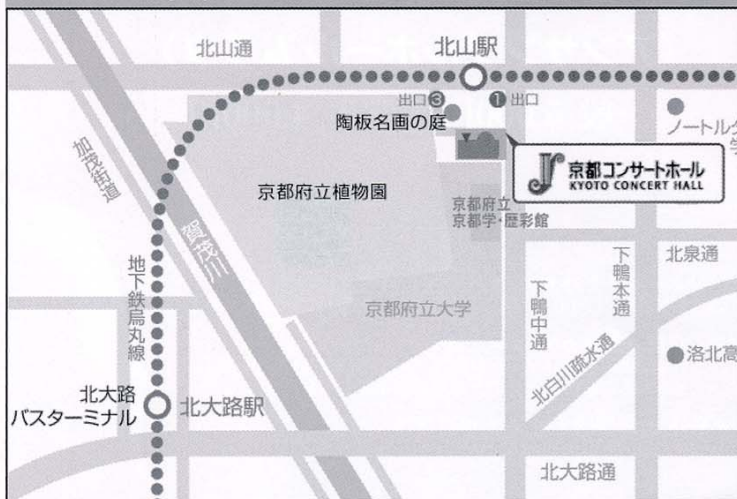 北山通
北山駅
出口❸
❶出口
陶板名画の庭
ノートルダ
加茂街道
京都コンサートホール
KYOTO CONCERT HALL
京都府立植物園
京都府立
京都学・歴彩館
賀茂川
地下鉄烏丸線
下鴨本通
北泉通
下鴨中通
京都府立大学
北白川疏水通
洛北高
北大路
バスターミナル
北大路駅
北大路通